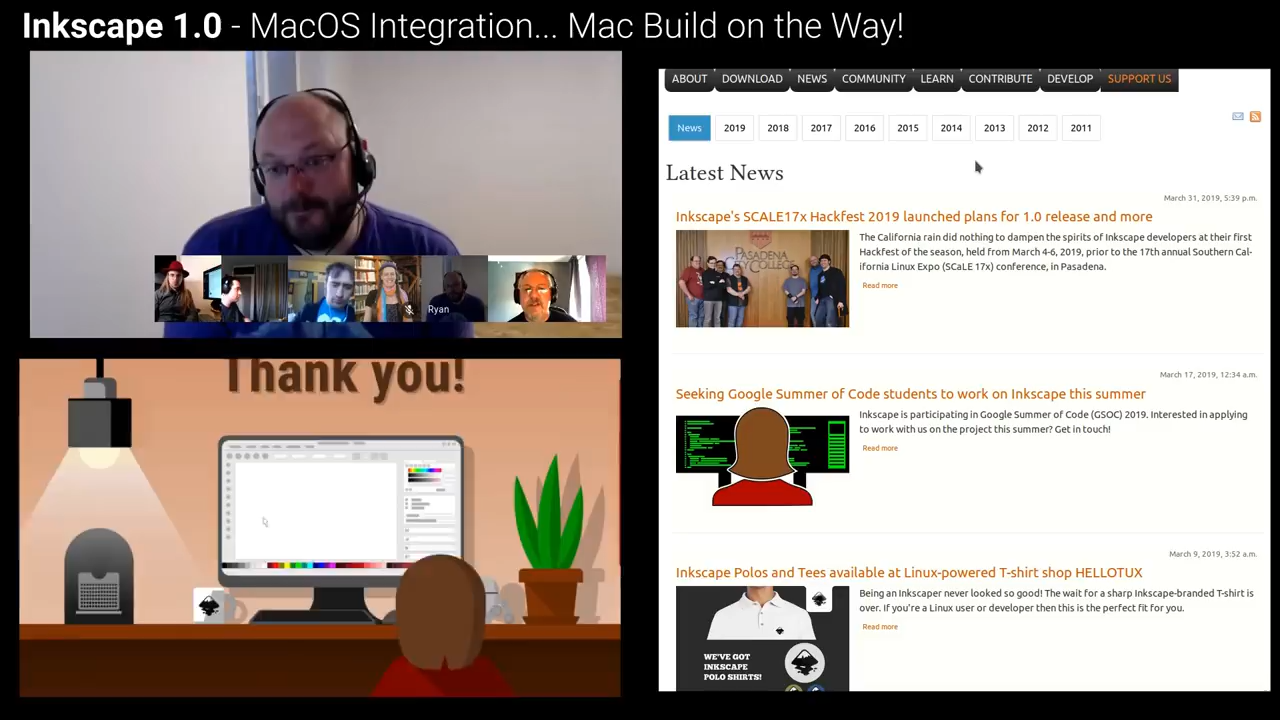 Inkscape 1.0 - MacOS Integration... Mac Build on the Way!
Ryan
Thank you!
ABOUT DOWNLOAD NEWS COMMUNITY LEARN CONTRIBUTE DEVELOP SUPPORT US
News 2019 2018 2017 2016 2015 2014 2013 2012 2011
Latest News
March 31, 2019, 5:39 p.m.
Inkscape's SCALE17x Hackfest 2019 launched plans for 1.0 release and more
PASADENA
CITY COLLEGE
The California rain did nothing to dampen the spirits of Inkscape developers at their first
Hackfest of the season, held from March 4-6, 2019, prior to the 17th annual Southern Cal-
ifornia Linux Expo (SCaLE 17x) conference, in Pasadena.
Read more
March 17, 2019, 12:34 a.m.
Seeking Google Summer of Code students to work on Inkscape this summer
Inkscape is participating in Google Summer of Code (GSOC) 2019. Interested in applying
to work with us on the project this summer? Get in touch!
Read more
March 9, 2019, 3:52 a.m.
Inkscape Polos and Tees available at Linux-powered T-shirt shop HELLOTUX
Being an Inkscaper never looked so good! The wait for a sharp Inkscape-branded T-shirt is
over. If you're a Linux user or developer then this is the perfect fit for you.
Read more
WE'VE GOT
INKSCAPE
POLO SHIRTS!